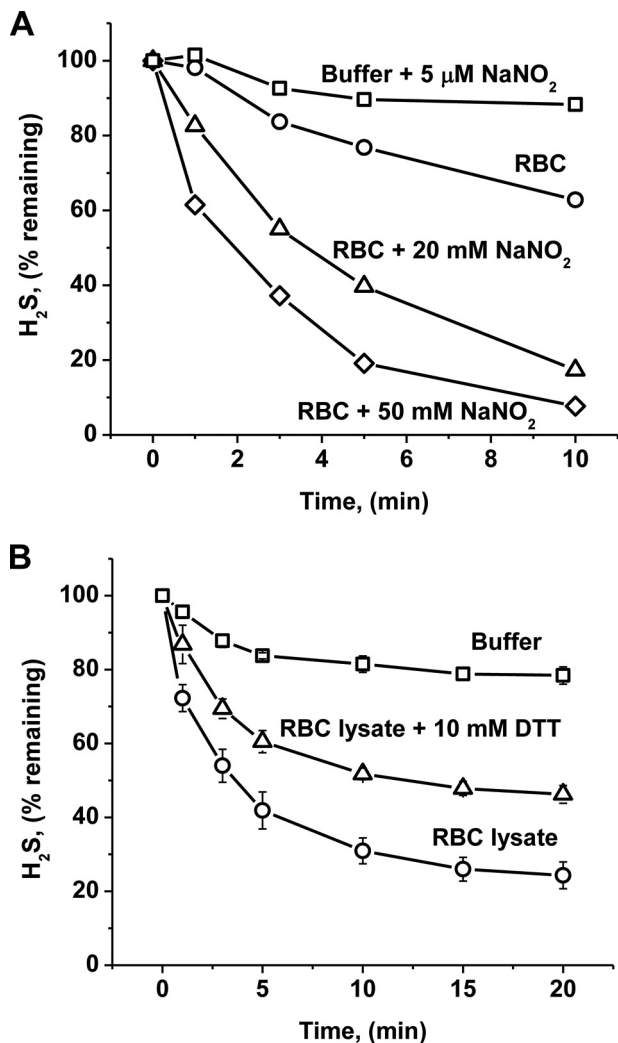 A
100
80
60
40
20
0
H₂S, (% remaining)
Buffer + 5 μM NaNO₂
RBC
RBC + 20 mM NaNO₂
RBC + 50 mM NaNO₂
0 2 4 6 8 10
Time, (min)
B
100
80
60
40
20
0
H₂S, (% remaining)
Buffer
RBC lysate + 10 mM DTT
RBC lysate
0 5 10 15 20
Time, (min)